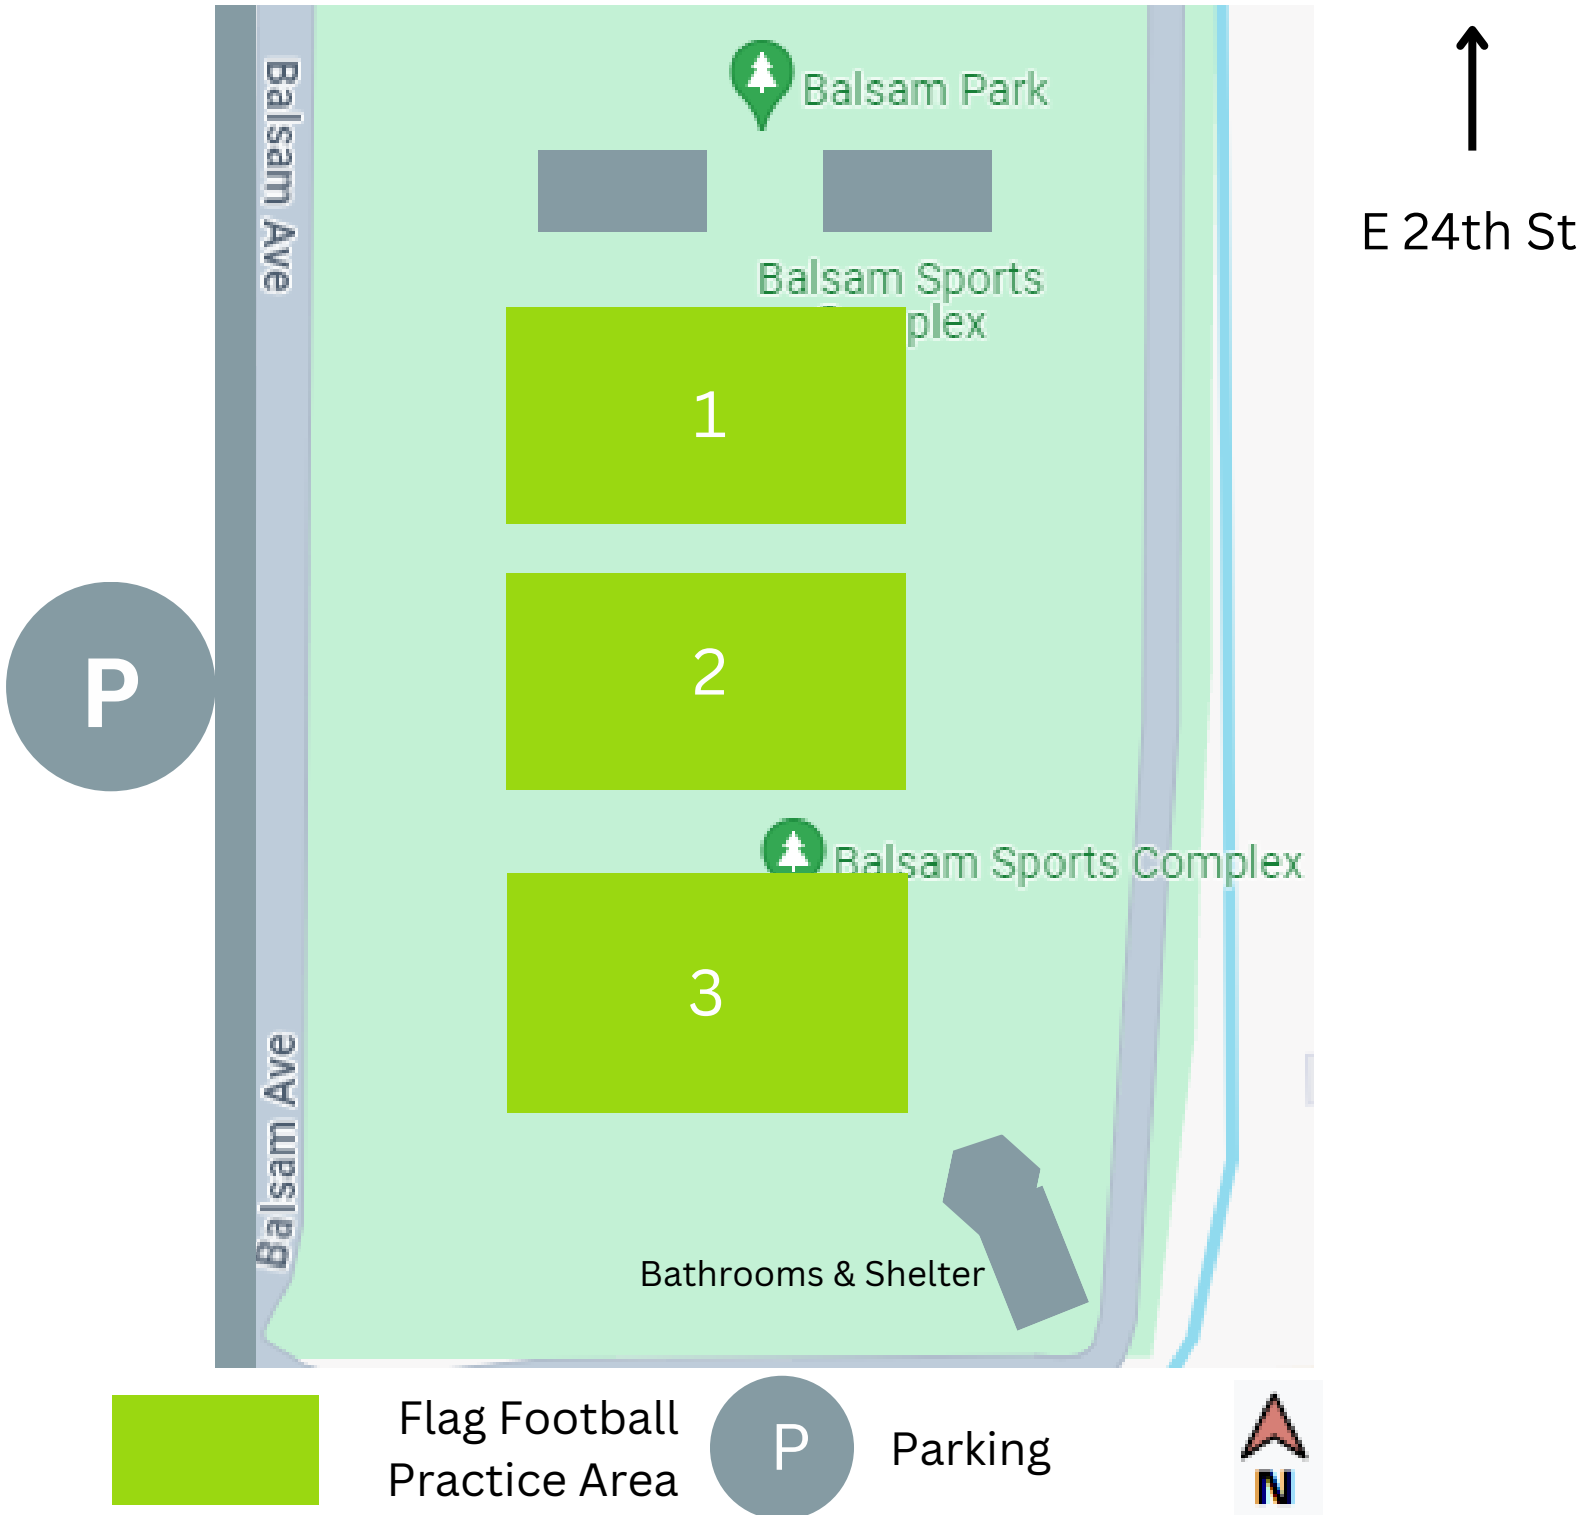 Balsam Ave
Balsam Park
E 24th St
Balsam Sports
plex
1
2
P
Balsam Sports Complex
3
Balsam Ave
Bathrooms & Shelter
Flag Football
Practice Area
P
Parking
N